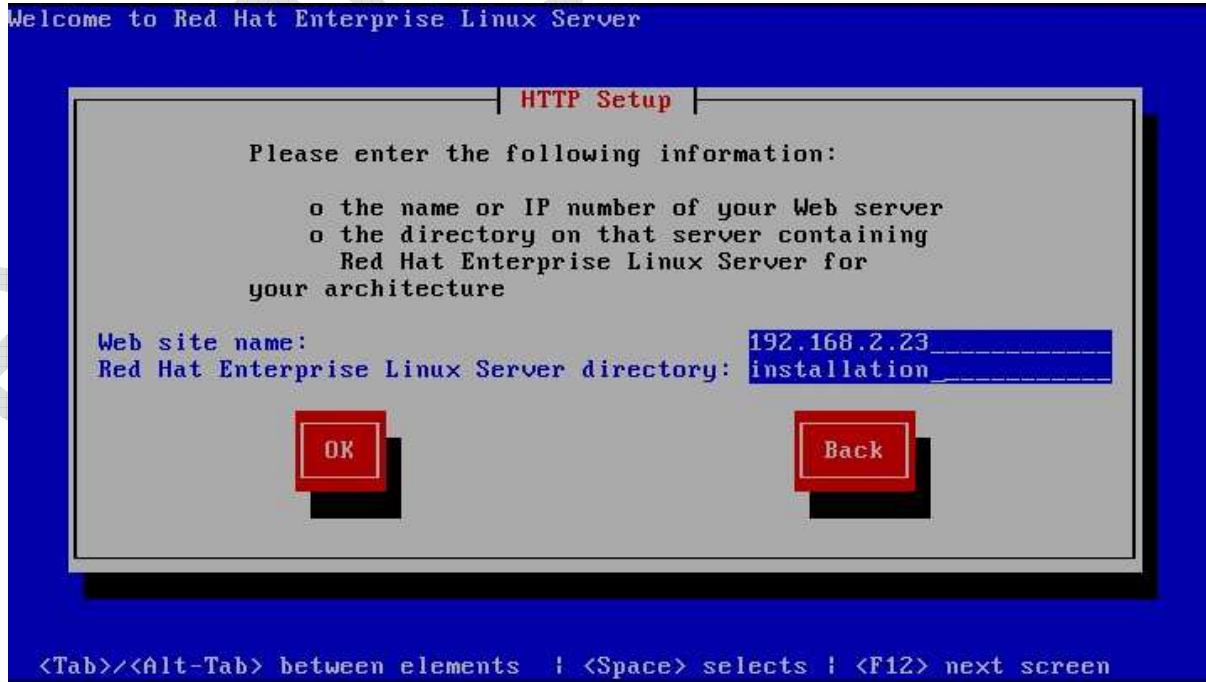 Welcome to Red Hat Enterprise Linux Server
HTTP Setup
Please enter the following information:
o the name or IP number of your Web server
o the directory on that server containing
Red Hat Enterprise Linux Server for
your architecture
Web site name: 192.168.2.23____________
Red Hat Enterprise Linux Server directory: installation____________
OK Back
<Tab>/<Alt-Tab> between elements | <Space> selects | <F12> next screen